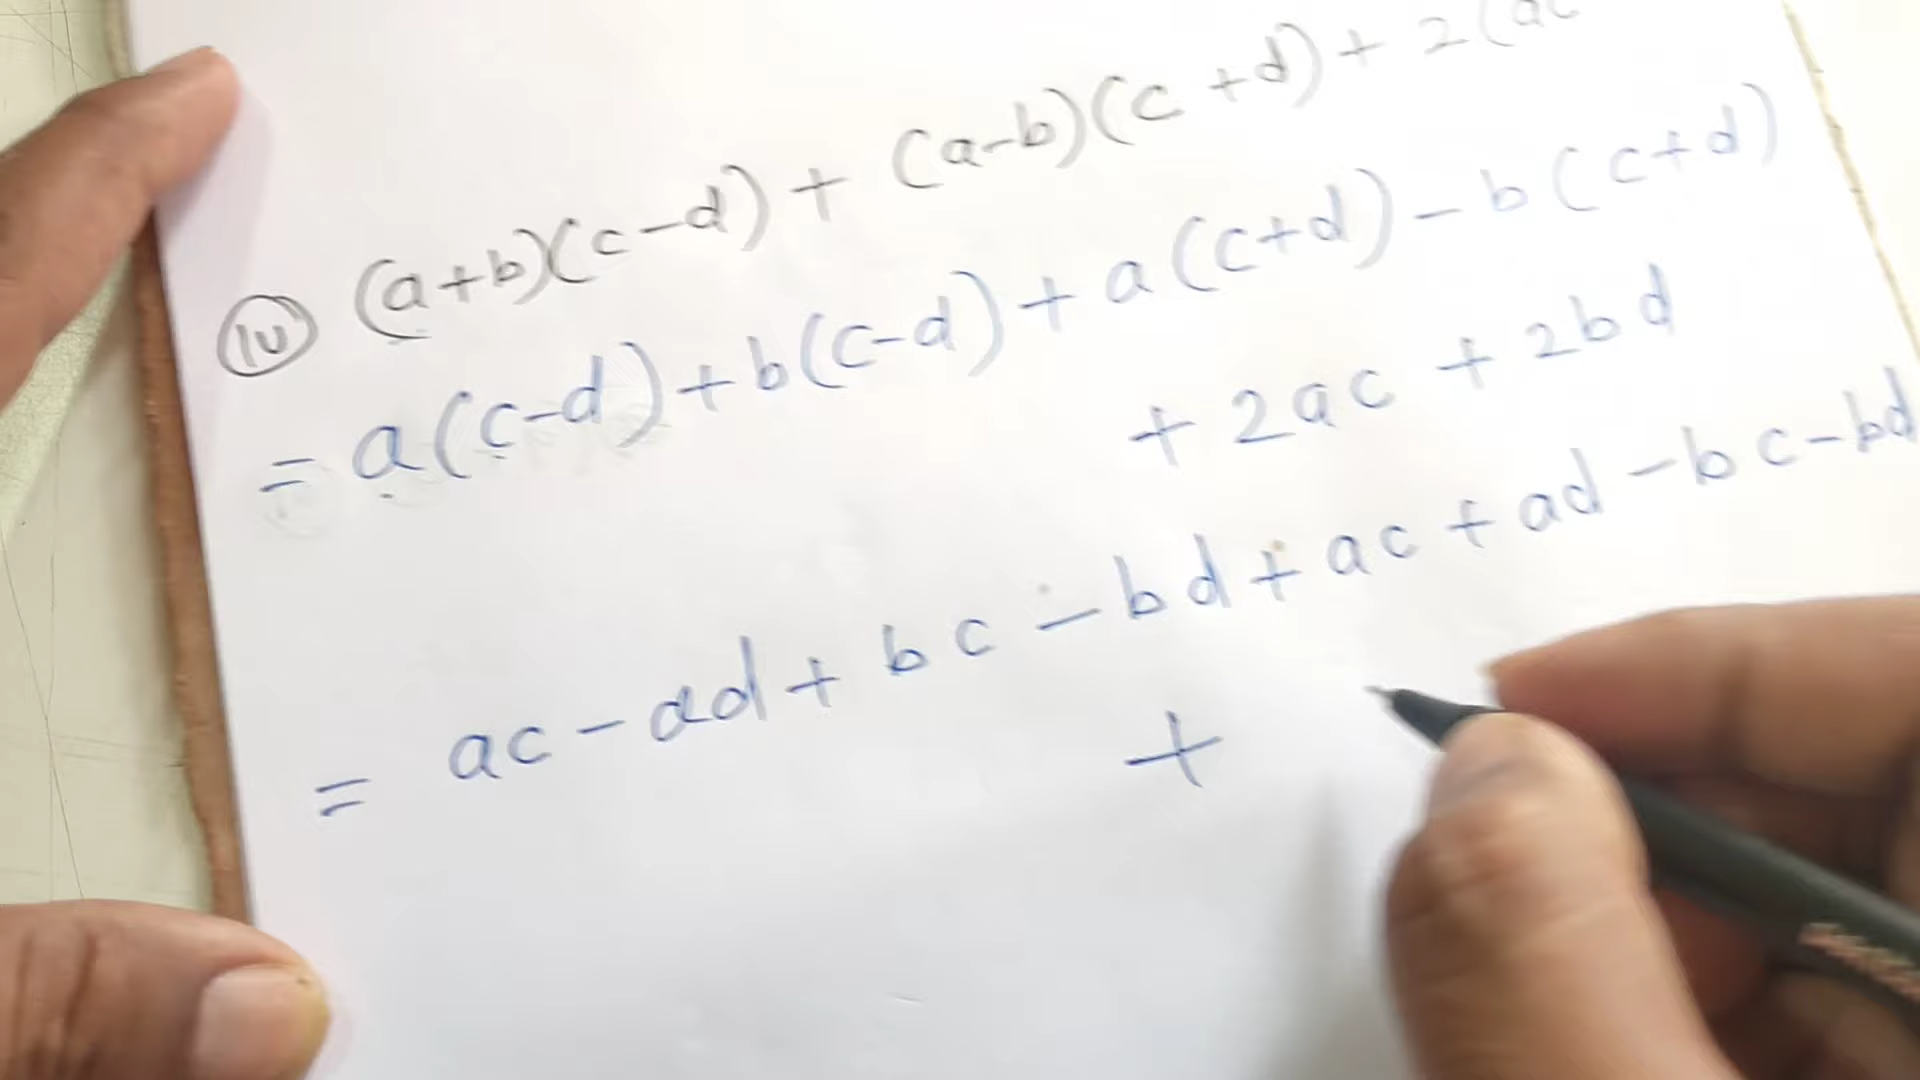 (iv) (a+b)(c-d) + (a-b)(c+d) + 2(ac
= a(c-d) + b(c-d) + a(c+d) - b(c+d)
+ 2ac + 2bd
= ac - ad + bc - bd + ac + ad - bc - bd
+